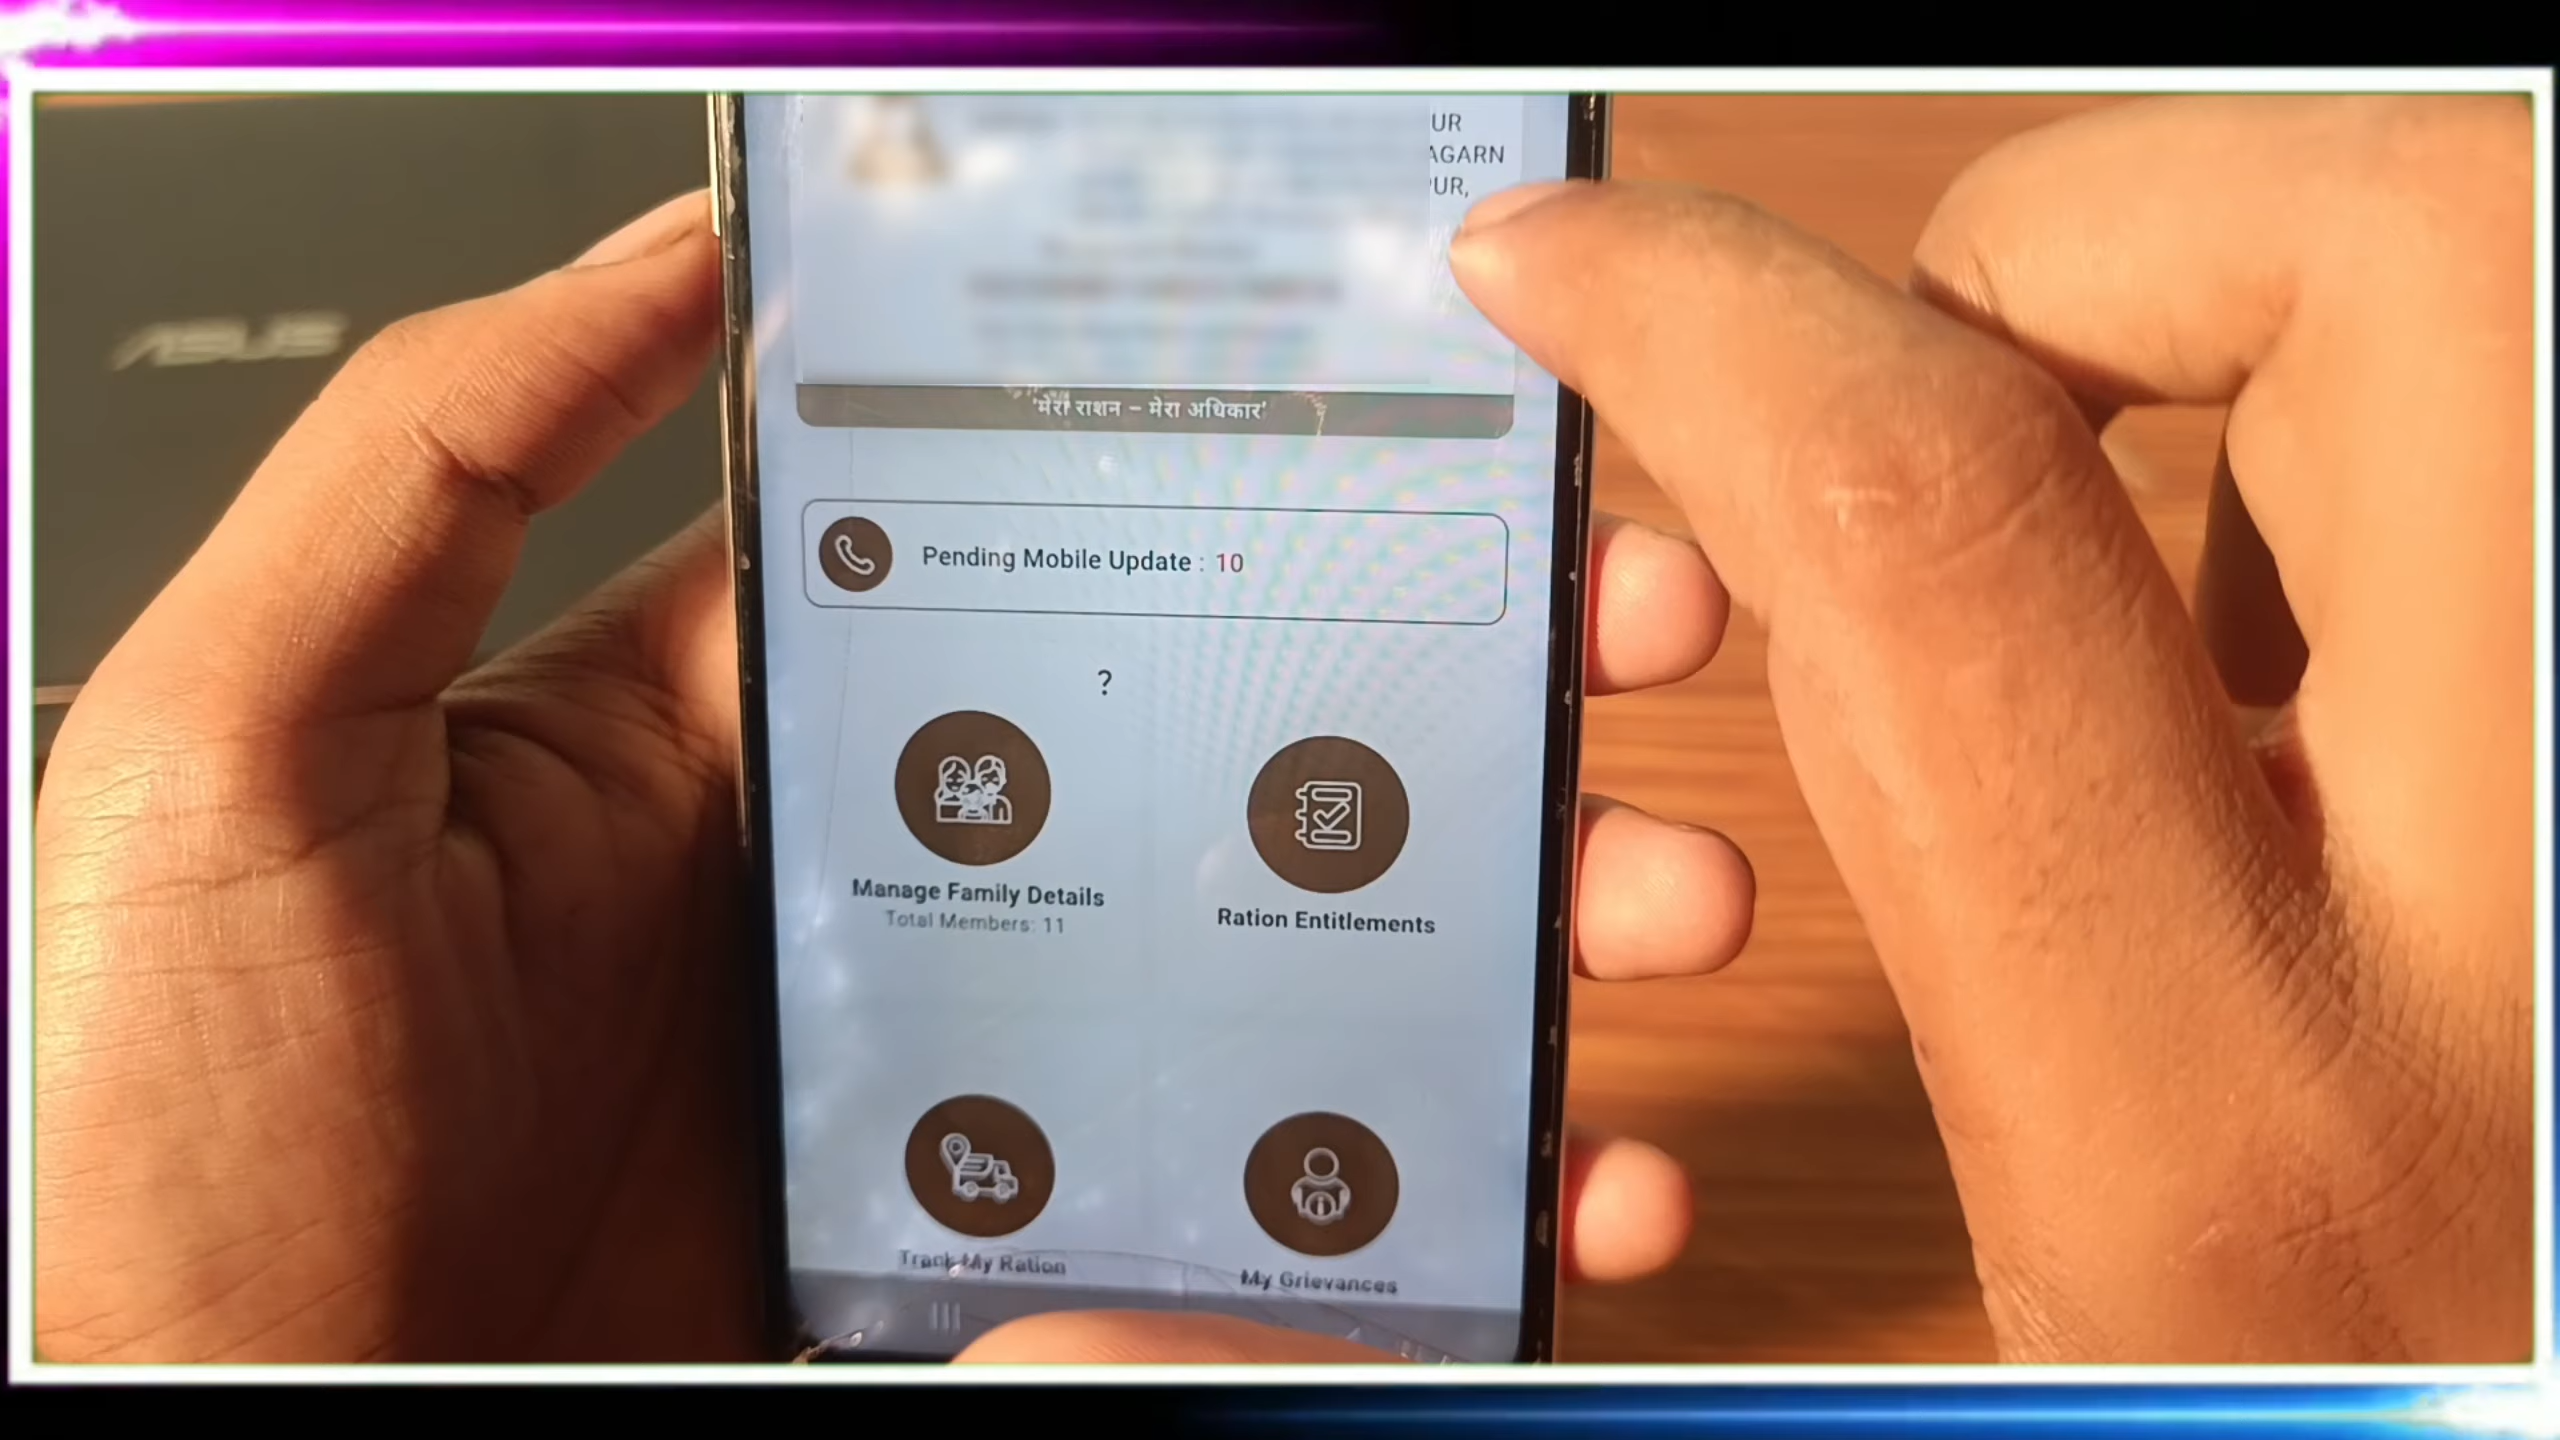 UR
AGARN
PUR,
ASUS
'मेरा राशन – मेरा अधिकार'
Pending Mobile Update : 10
?
Manage Family Details
Total Members: 11
Ration Entitlements
Track My Ration
My Grievances